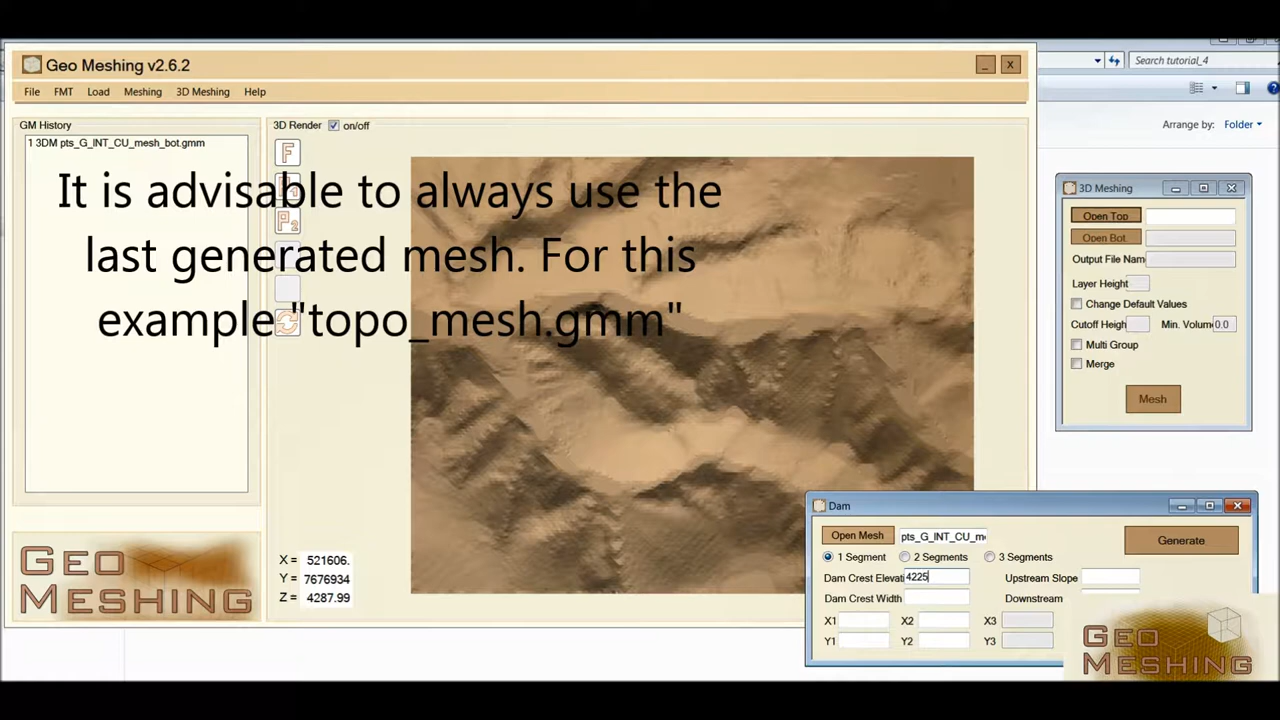 Geo Meshing v2.6.2
_ X
Search tutorial_4
File FMT Load Meshing 3D Meshing Help
Arrange by: Folder
GM History
3D Render on/off
1 3DM pts_G_INT_CU_mesh_bot.gmm
F
P2
It is advisable to always use the
last generated mesh. For this
example "topo_mesh.gmm"
3D Meshing
Open Top
Open Bot.
Output File Nam
Layer Height
Change Default Values
Cutoff Heigh Min. Volum 0.0
Multi Group
Merge
Mesh
X = 521606.
Y = 7676934
Z = 4287.99
GEO
MESHING
Dam
Open Mesh pts_G_INT_CU_me
Generate
1 Segment 2 Segments 3 Segments
Dam Crest Elevati 4225 Upstream Slope
Dam Crest Width Downstream
X1 X2 X3
Y1 Y2 Y3
GEO
MESHING